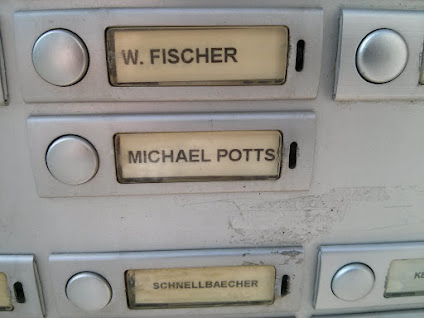 W. FISCHER
MICHAEL POTTS
SCHNELLBAECHER